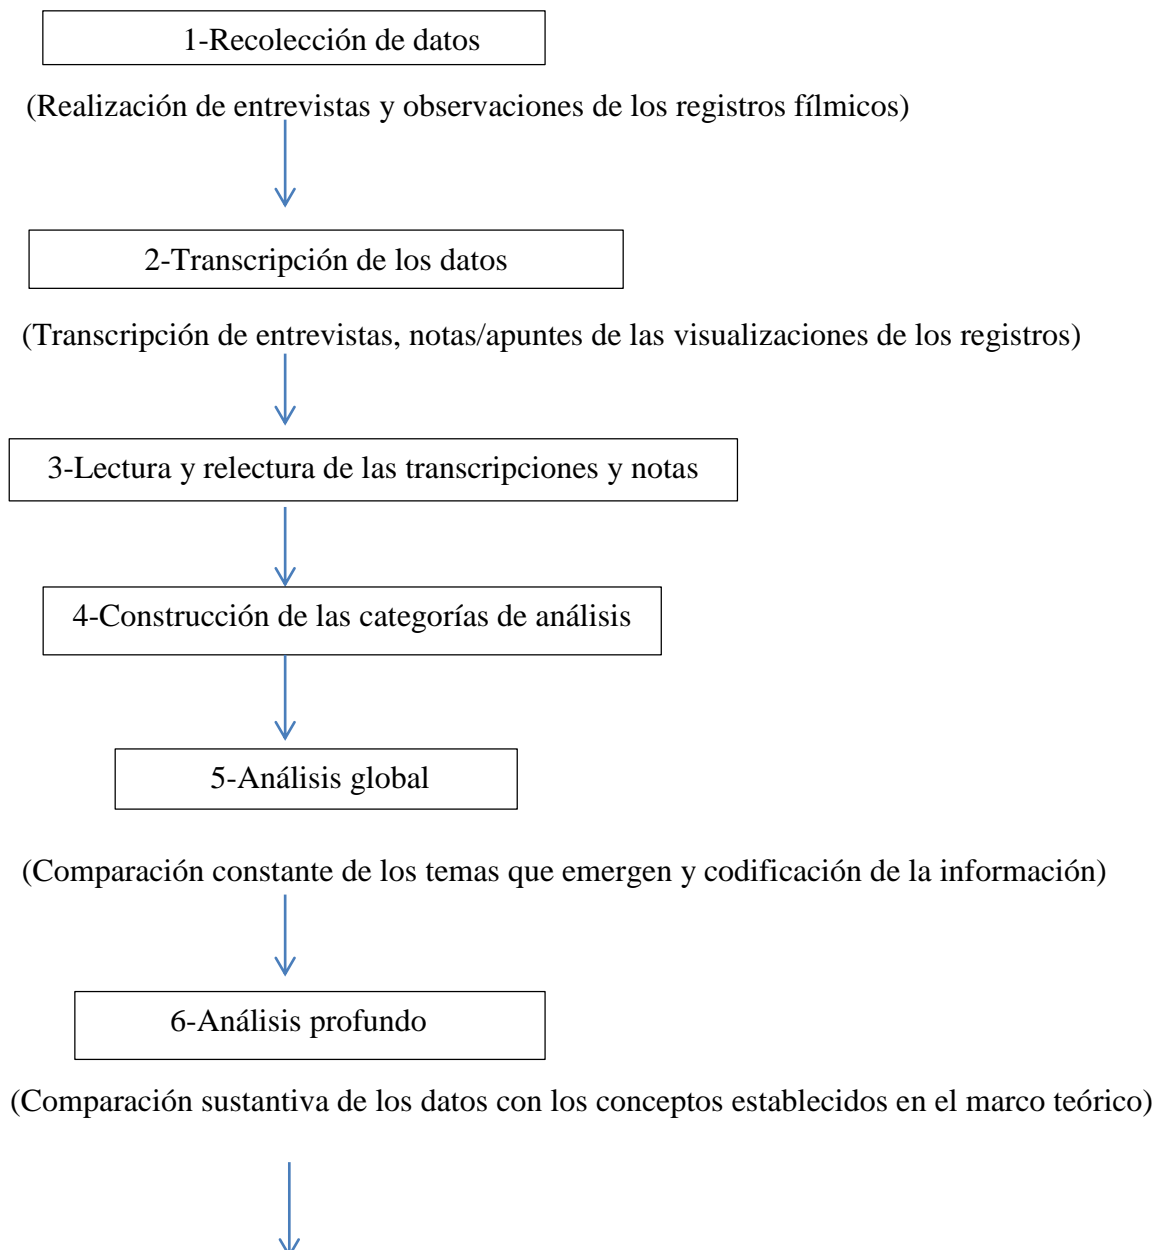 1-Recolección de datos
(Realización de entrevistas y observaciones de los registros fílmicos)
2-Transcripción de los datos
(Transcripción de entrevistas, notas/apuntes de las visualizaciones de los registros)
3-Lectura y relectura de las transcripciones y notas
4-Construcción de las categorías de análisis
5-Análisis global
(Comparación constante de los temas que emergen y codificación de la información)
6-Análisis profundo
(Comparación sustantiva de los datos con los conceptos establecidos en el marco teórico)